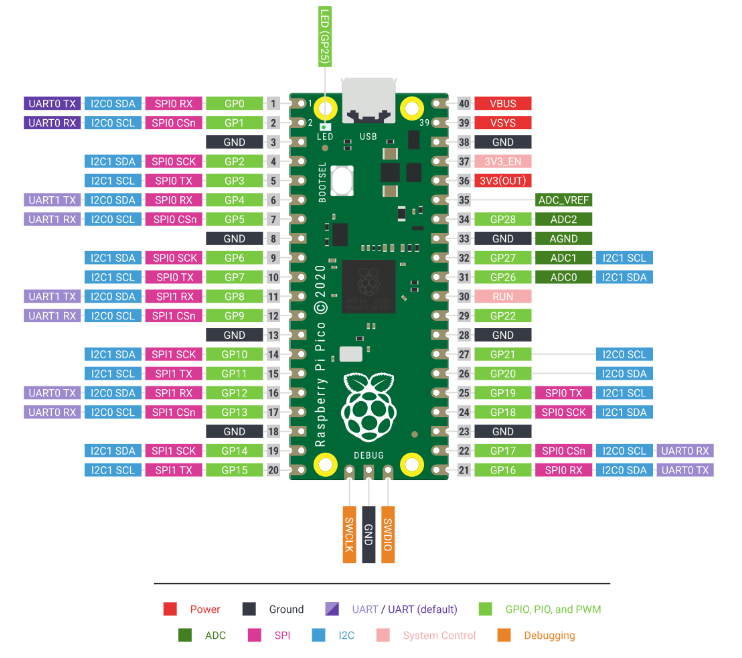 LED (GP25)
UART0 TX I2C0 SDA SPI0 RX GP0 1 1 40 VBUS
UART0 RX I2C0 SCL SPI0 CSn GP1 2 2 39 39 VSYS
LED USB
GND 3 38 GND
I2C1 SDA SPI0 SCK GP2 4 37 3V3_EN
I2C1 SCL SPI0 TX GP3 5 36 3V3(OUT)
BOOTSEL
UART1 TX I2C0 SDA SPI0 RX GP4 6 35 ADC_VREF
UART1 RX I2C0 SCL SPI0 CSn GP5 7 34 GP28 ADC2
GND 8 33 GND AGND
I2C1 SDA SPI0 SCK GP6 9 32 GP27 ADC1 I2C1 SCL
I2C1 SCL SPI0 TX GP7 10 31 GP26 ADC0 I2C1 SDA
UART1 TX I2C0 SDA SPI1 RX GP8 11 30 RUN
UART1 RX I2C0 SCL SPI1 CSn GP9 12 29 GP22
GND 13 28 GND
Raspberry Pi Pico © 2020
I2C1 SDA SPI1 SCK GP10 14 27 GP21 I2C0 SCL
I2C1 SCL SPI1 TX GP11 15 26 GP20 I2C0 SDA
UART0 TX I2C0 SDA SPI1 RX GP12 16 25 GP19 SPI0 TX I2C1 SCL
UART0 RX I2C0 SCL SPI1 CSn GP13 17 24 GP18 SPI0 SCK I2C1 SDA
GND 18 23 GND
I2C1 SDA SPI1 SCK GP14 19 22 GP17 SPI0 CSn I2C0 SCL UART0 RX
DEBUG
I2C1 SCL SPI1 TX GP15 20 21 GP16 SPI0 RX I2C0 SDA UART0 TX
SWCLK GND SWDIO
Power Ground UART / UART (default) GPIO, PIO, and PWM
ADC SPI I2C System Control Debugging